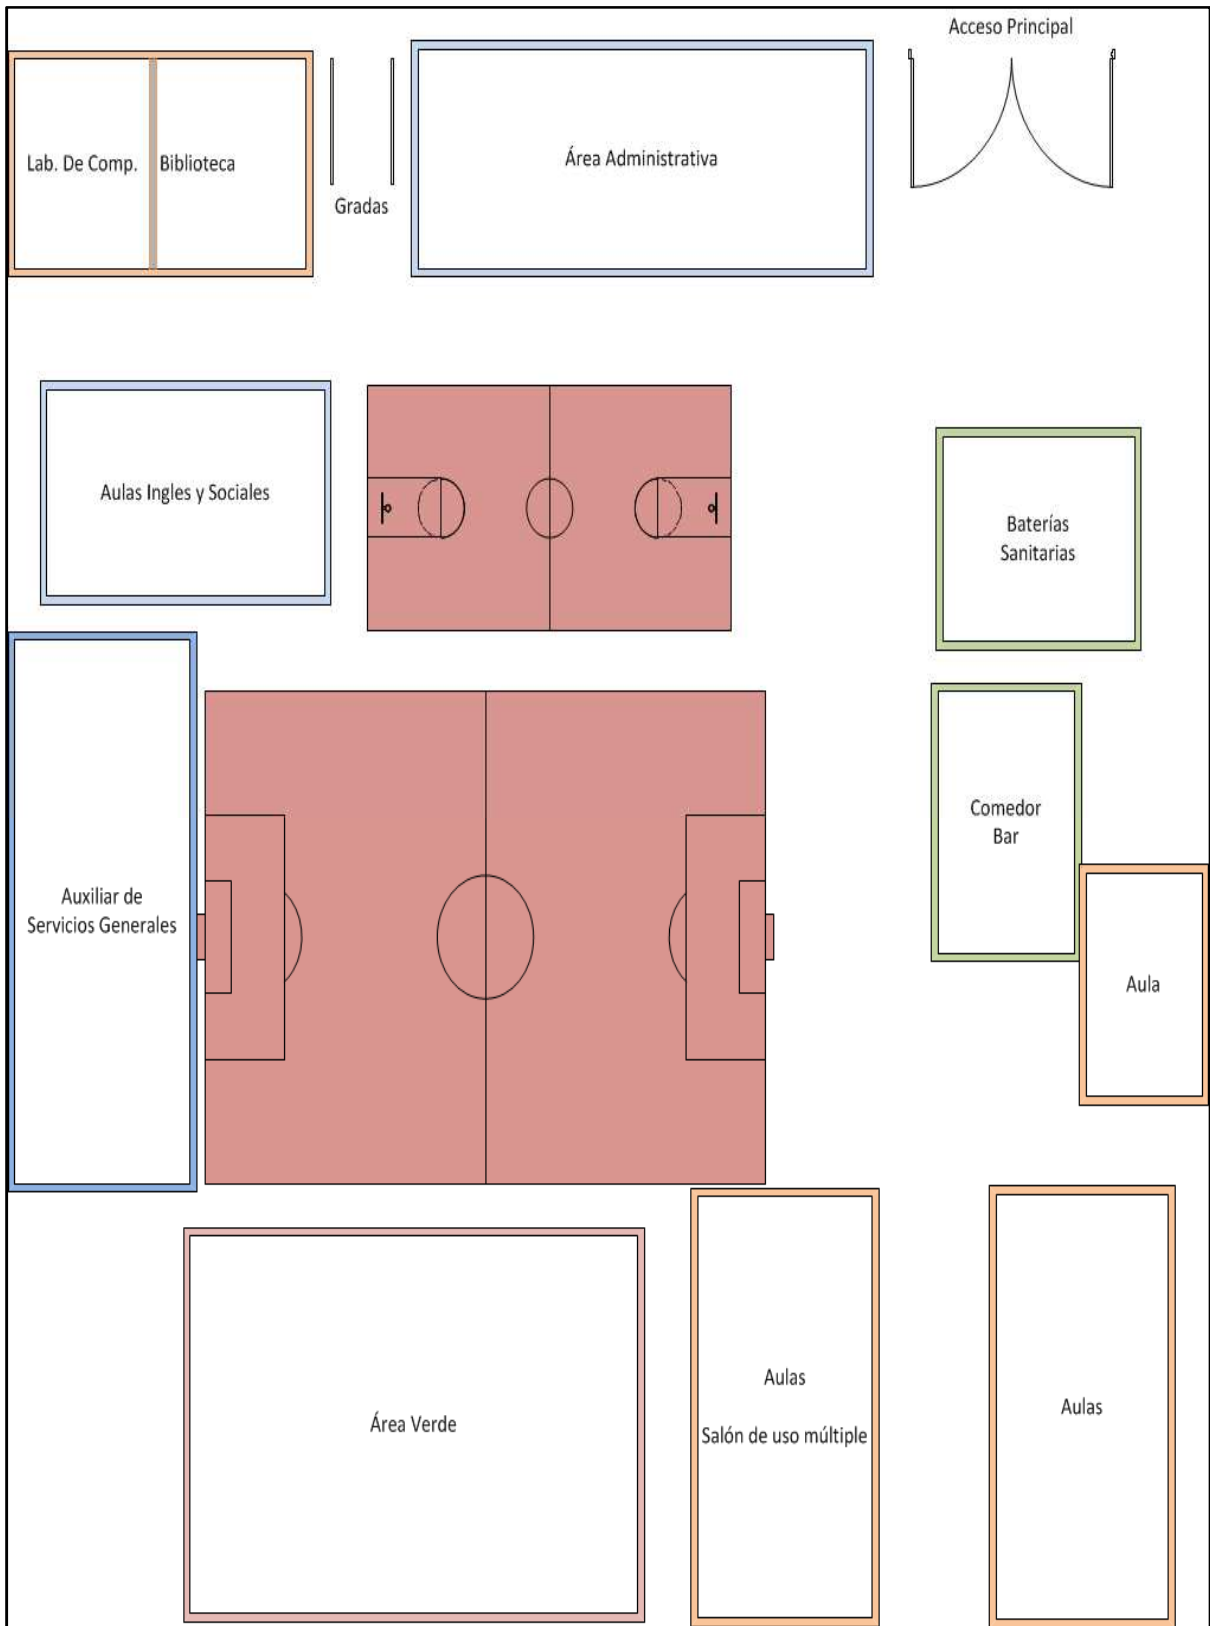 Acceso Principal
Lab. De Comp.
Biblioteca
Gradas
Área Administrativa
Aulas Ingles y Sociales
Baterías
Sanitarias
Comedor
Bar
Auxiliar de
Servicios Generales
Aula
Área Verde
Aulas
Salón de uso múltiple
Aulas